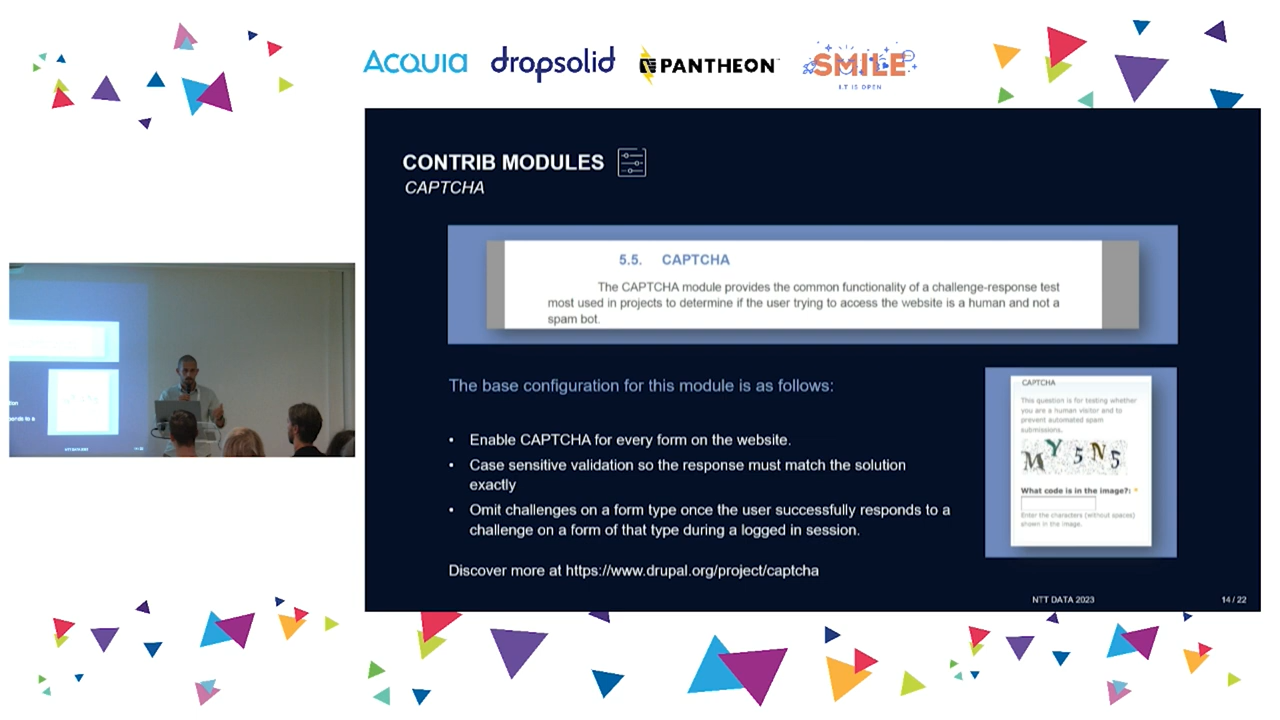 ACQUIA dropsolid PANTHEON SMILE
I.T IS OPEN
CONTRIB MODULES
CAPTCHA
5.5. CAPTCHA
The CAPTCHA module provides the common functionality of a challenge-response test
most used in projects to determine if the user trying to access the website is a human and not a
spam bot.
The base configuration for this module is as follows:
• Enable CAPTCHA for every form on the website.
• Case sensitive validation so the response must match the solution
exactly
• Omit challenges on a form type once the user successfully responds to a
challenge on a form of that type during a logged in session.
Discover more at https://www.drupal.org/project/captcha
CAPTCHA
This question is for testing whether
you are a human visitor and to
prevent automated spam
submissions.
MY5N5
What code is in the image?: *
Enter the characters (without spaces)
shown in the image.
NTT DATA 2023
14 / 22